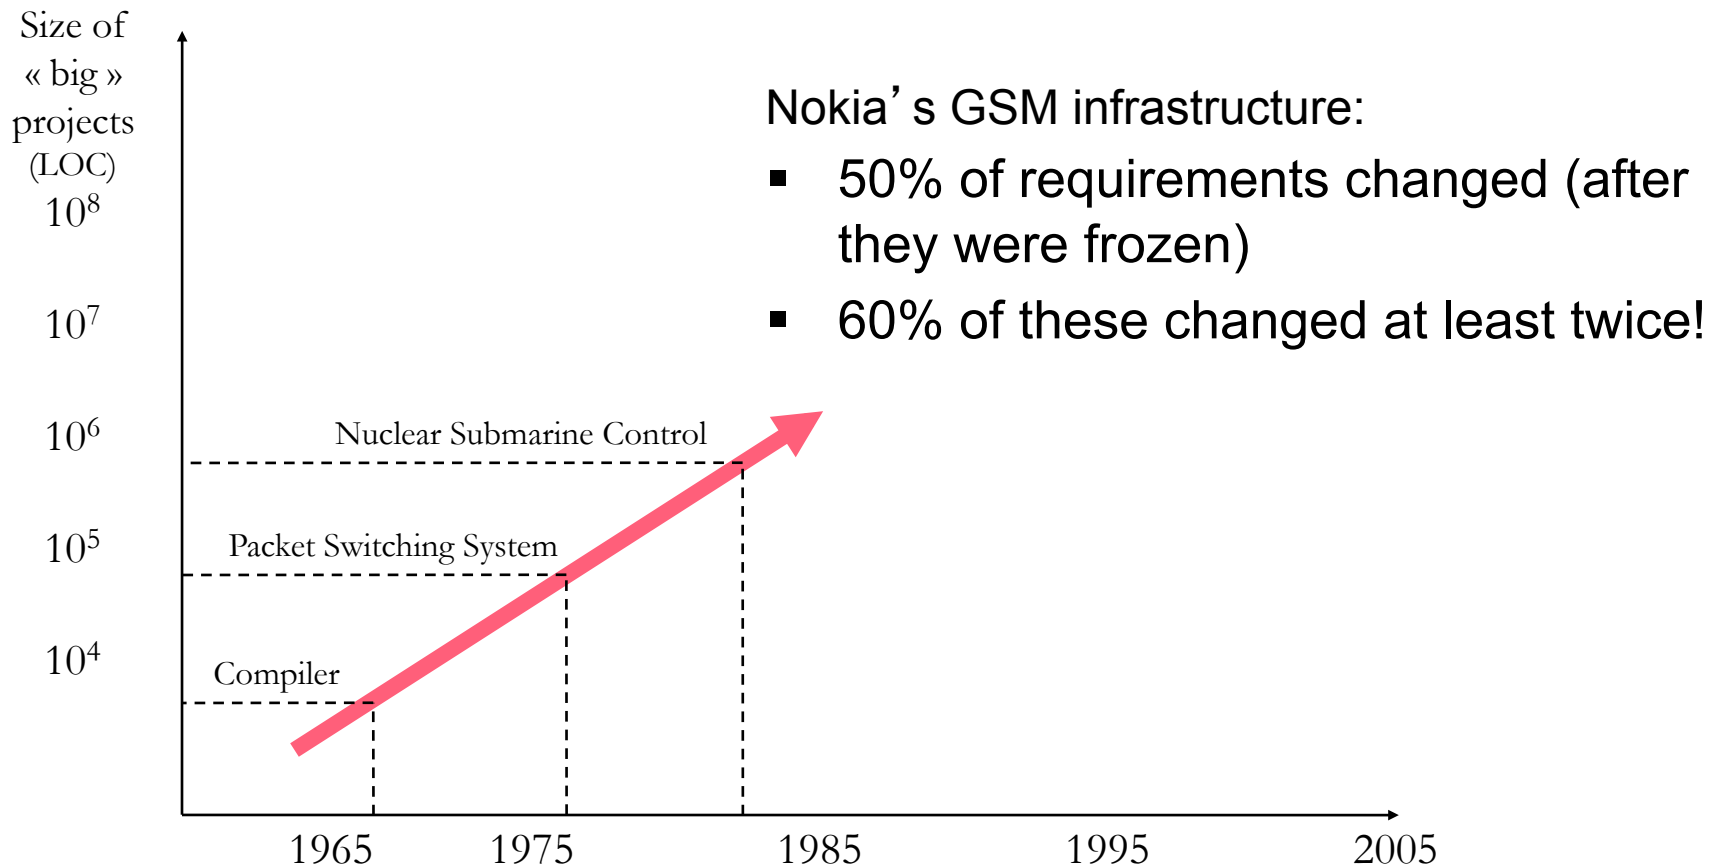 Size of
« big »
projects
(LOC)
10⁸
10⁷
10⁶
10⁵
10⁴
Nokia’s GSM infrastructure:
▪ 50% of requirements changed (after
they were frozen)
▪ 60% of these changed at least twice!
Nuclear Submarine Control
Packet Switching System
Compiler
1965 1975 1985 1995 2005